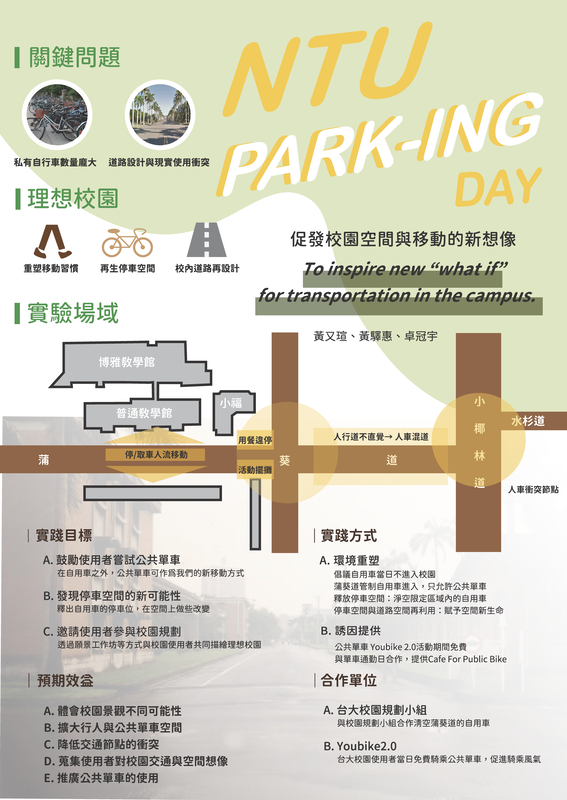 關鍵問題
私有自行車數量龐大
道路設計與現實使用衝突
NTU
PARK-ING
DAY
理想校園
重塑移動習慣
再生停車空間
校內道路再設計
促發校園空間與移動的新想像
To inspire new “what if”
for transportation in the campus.
黃又瑄、黃驛惠、卓冠宇
實驗場域
博雅教學館
普通教學館
小福
停/取車人流移動
用餐違停
活動擺攤
人行道不直覺→ 人車混道
蒲 葵 道
小椰林道
水杉道
人車衝突節點
實踐目標
A. 鼓勵使用者嘗試公共單車
在自用車之外，公共單車可作為我們的新移動方式
B. 發現停車空間的新可能性
釋出自用車的停車位，在空間上做些改變
C. 邀請使用者參與校園規劃
透過願景工作坊等方式與校園使用者共同描繪理想校園
實踐方式
A. 環境重塑
倡議自用車當日不進入校園
蒲葵道管制自用車進入，只允許公共單車
釋放停車空間：淨空限定區域內的自用車
停車空間與道路空間再利用：賦予空間新生命
B. 誘因提供
公共單車 Youbike 2.0活動期間免費
與單車通勤日合作，提供Cafe For Public Bike
預期效益
A. 體會校園景觀不同可能性
B. 擴大行人與公共單車空間
C. 降低交通節點的衝突
D. 蒐集使用者對校園交通與空間想像
E. 推廣公共單車的使用
合作單位
A. 台大校園規劃小組
與校園規劃小組合作清空蒲葵道的自用車
B. Youbike2.0
台大校園使用者當日免費騎乘公共單車，促進騎乘風氣